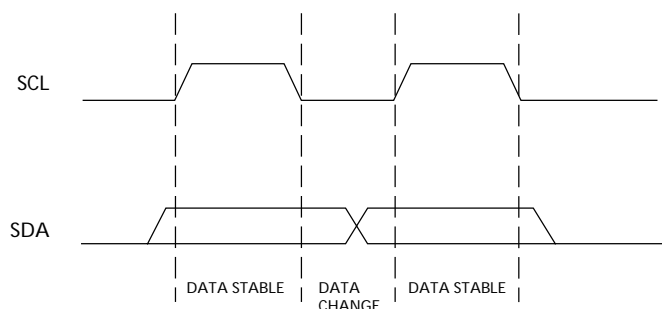 SCL
SDA
DATA STABLE
DATA
CHANGE
DATA STABLE